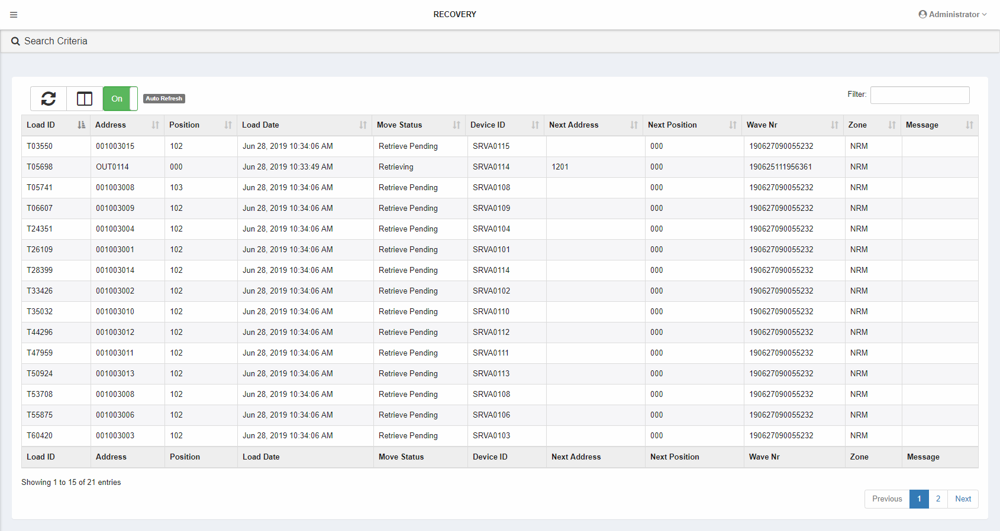 RECOVERY
Administrator
Search Criteria
On Auto Refresh Filter:
Load ID Address Position Load Date Move Status Device ID Next Address Next Position Wave Nr Zone Message
T03550 001003015 102 Jun 28, 2019 10:34:06 AM Retrieve Pending SRVA0115 000 190627090055232 NRM
T05698 OUT0114 000 Jun 28, 2019 10:33:49 AM Retrieving SRVA0114 1201 000 190625111956361 NRM
T05741 001003008 103 Jun 28, 2019 10:34:06 AM Retrieve Pending SRVA0108 000 190627090055232 NRM
T06607 001003009 102 Jun 28, 2019 10:34:06 AM Retrieve Pending SRVA0109 000 190627090055232 NRM
T24351 001003004 102 Jun 28, 2019 10:34:06 AM Retrieve Pending SRVA0104 000 190627090055232 NRM
T26109 001003001 102 Jun 28, 2019 10:34:06 AM Retrieve Pending SRVA0101 000 190627090055232 NRM
T28399 001003014 102 Jun 28, 2019 10:34:06 AM Retrieve Pending SRVA0114 000 190627090055232 NRM
T33426 001003002 102 Jun 28, 2019 10:34:06 AM Retrieve Pending SRVA0102 000 190627090055232 NRM
T35032 001003010 102 Jun 28, 2019 10:34:06 AM Retrieve Pending SRVA0110 000 190627090055232 NRM
T44296 001003012 102 Jun 28, 2019 10:34:06 AM Retrieve Pending SRVA0112 000 190627090055232 NRM
T47959 001003011 102 Jun 28, 2019 10:34:06 AM Retrieve Pending SRVA0111 000 190627090055232 NRM
T50924 001003013 102 Jun 28, 2019 10:34:06 AM Retrieve Pending SRVA0113 000 190627090055232 NRM
T53708 001003008 102 Jun 28, 2019 10:34:06 AM Retrieve Pending SRVA0108 000 190627090055232 NRM
T55875 001003006 102 Jun 28, 2019 10:34:06 AM Retrieve Pending SRVA0106 000 190627090055232 NRM
T60420 001003003 102 Jun 28, 2019 10:34:06 AM Retrieve Pending SRVA0103 000 190627090055232 NRM
Load ID Address Position Load Date Move Status Device ID Next Address Next Position Wave Nr Zone Message
Showing 1 to 15 of 21 entries
Previous 1 2 Next